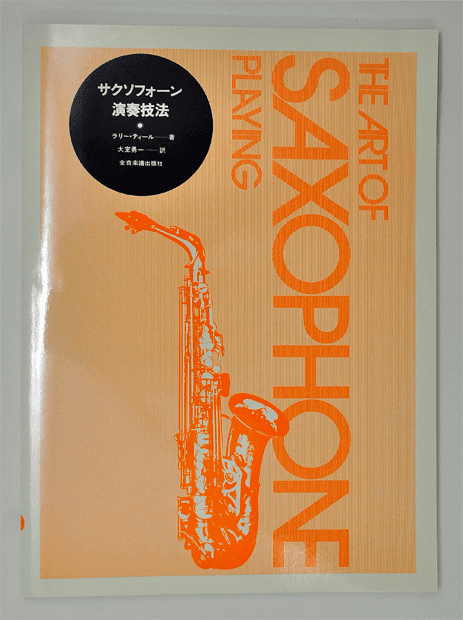 サクソフォーン
演奏技法
ラリー・ティール──著
大室勇一──訳
全音楽譜出版社
THE ART OF
SAXOPHONE
PLAYING